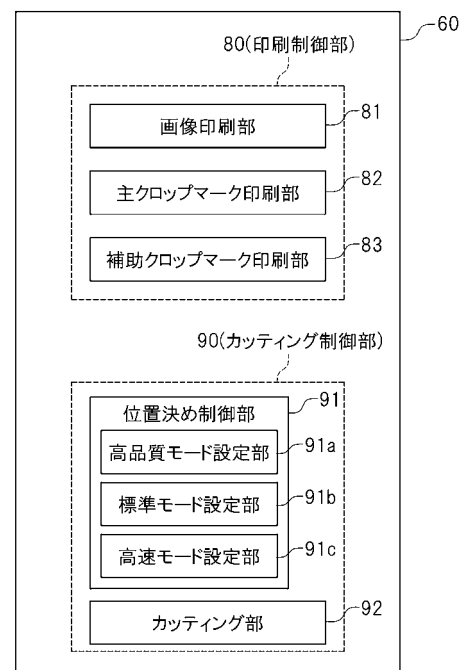 60
80(印刷制御部)
画像印刷部
81
主クロップマーク印刷部
82
補助クロップマーク印刷部
83
90(カッティング制御部)
位置決め制御部
91
高品質モード設定部
91a
標準モード設定部
91b
高速モード設定部
91c
カッティング部
92